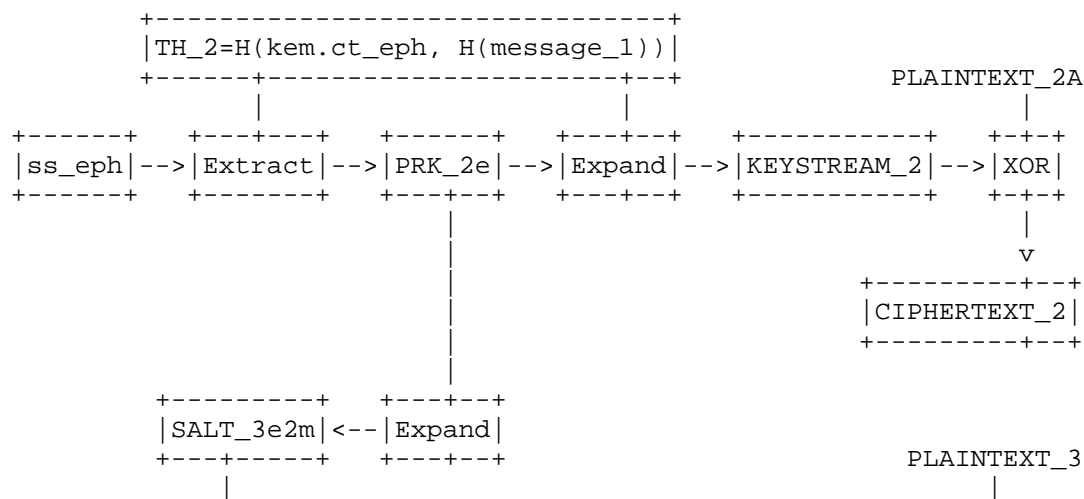 +---------------------------------+
|TH_2=H(kem.ct_eph, H(message_1))|
+------+----------------------+--+ PLAINTEXT_2A
| | |
+------+ +---+---+ +------+ +---+--+ +-----------+ +-+-+
|ss_eph|-->|Extract|-->|PRK_2e|-->|Expand|-->|KEYSTREAM_2|-->|XOR|
+------+ +-------+ +---+--+ +---+--+ +-----------+ +-+-+
| |
| v
| +---------+--+
| |CIPHERTEXT_2|
| +---------+--+
|
+---------+ +---+--+
|SALT_3e2m|<--|Expand|
+---+-----+ +---+--+ PLAINTEXT_3
| |